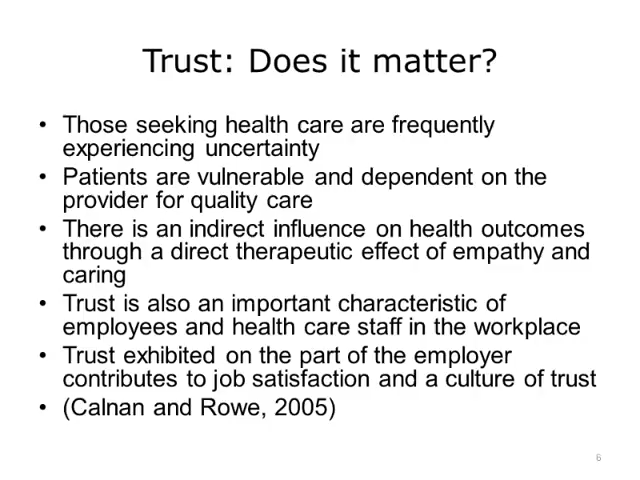 Trust: Does it matter?
• Those seeking health care are frequently
experiencing uncertainty
• Patients are vulnerable and dependent on the
provider for quality care
• There is an indirect influence on health outcomes
through a direct therapeutic effect of empathy and
caring
• Trust is also an important characteristic of
employees and health care staff in the workplace
• Trust exhibited on the part of the employer
contributes to job satisfaction and a culture of trust
• (Calnan and Rowe, 2005)
6